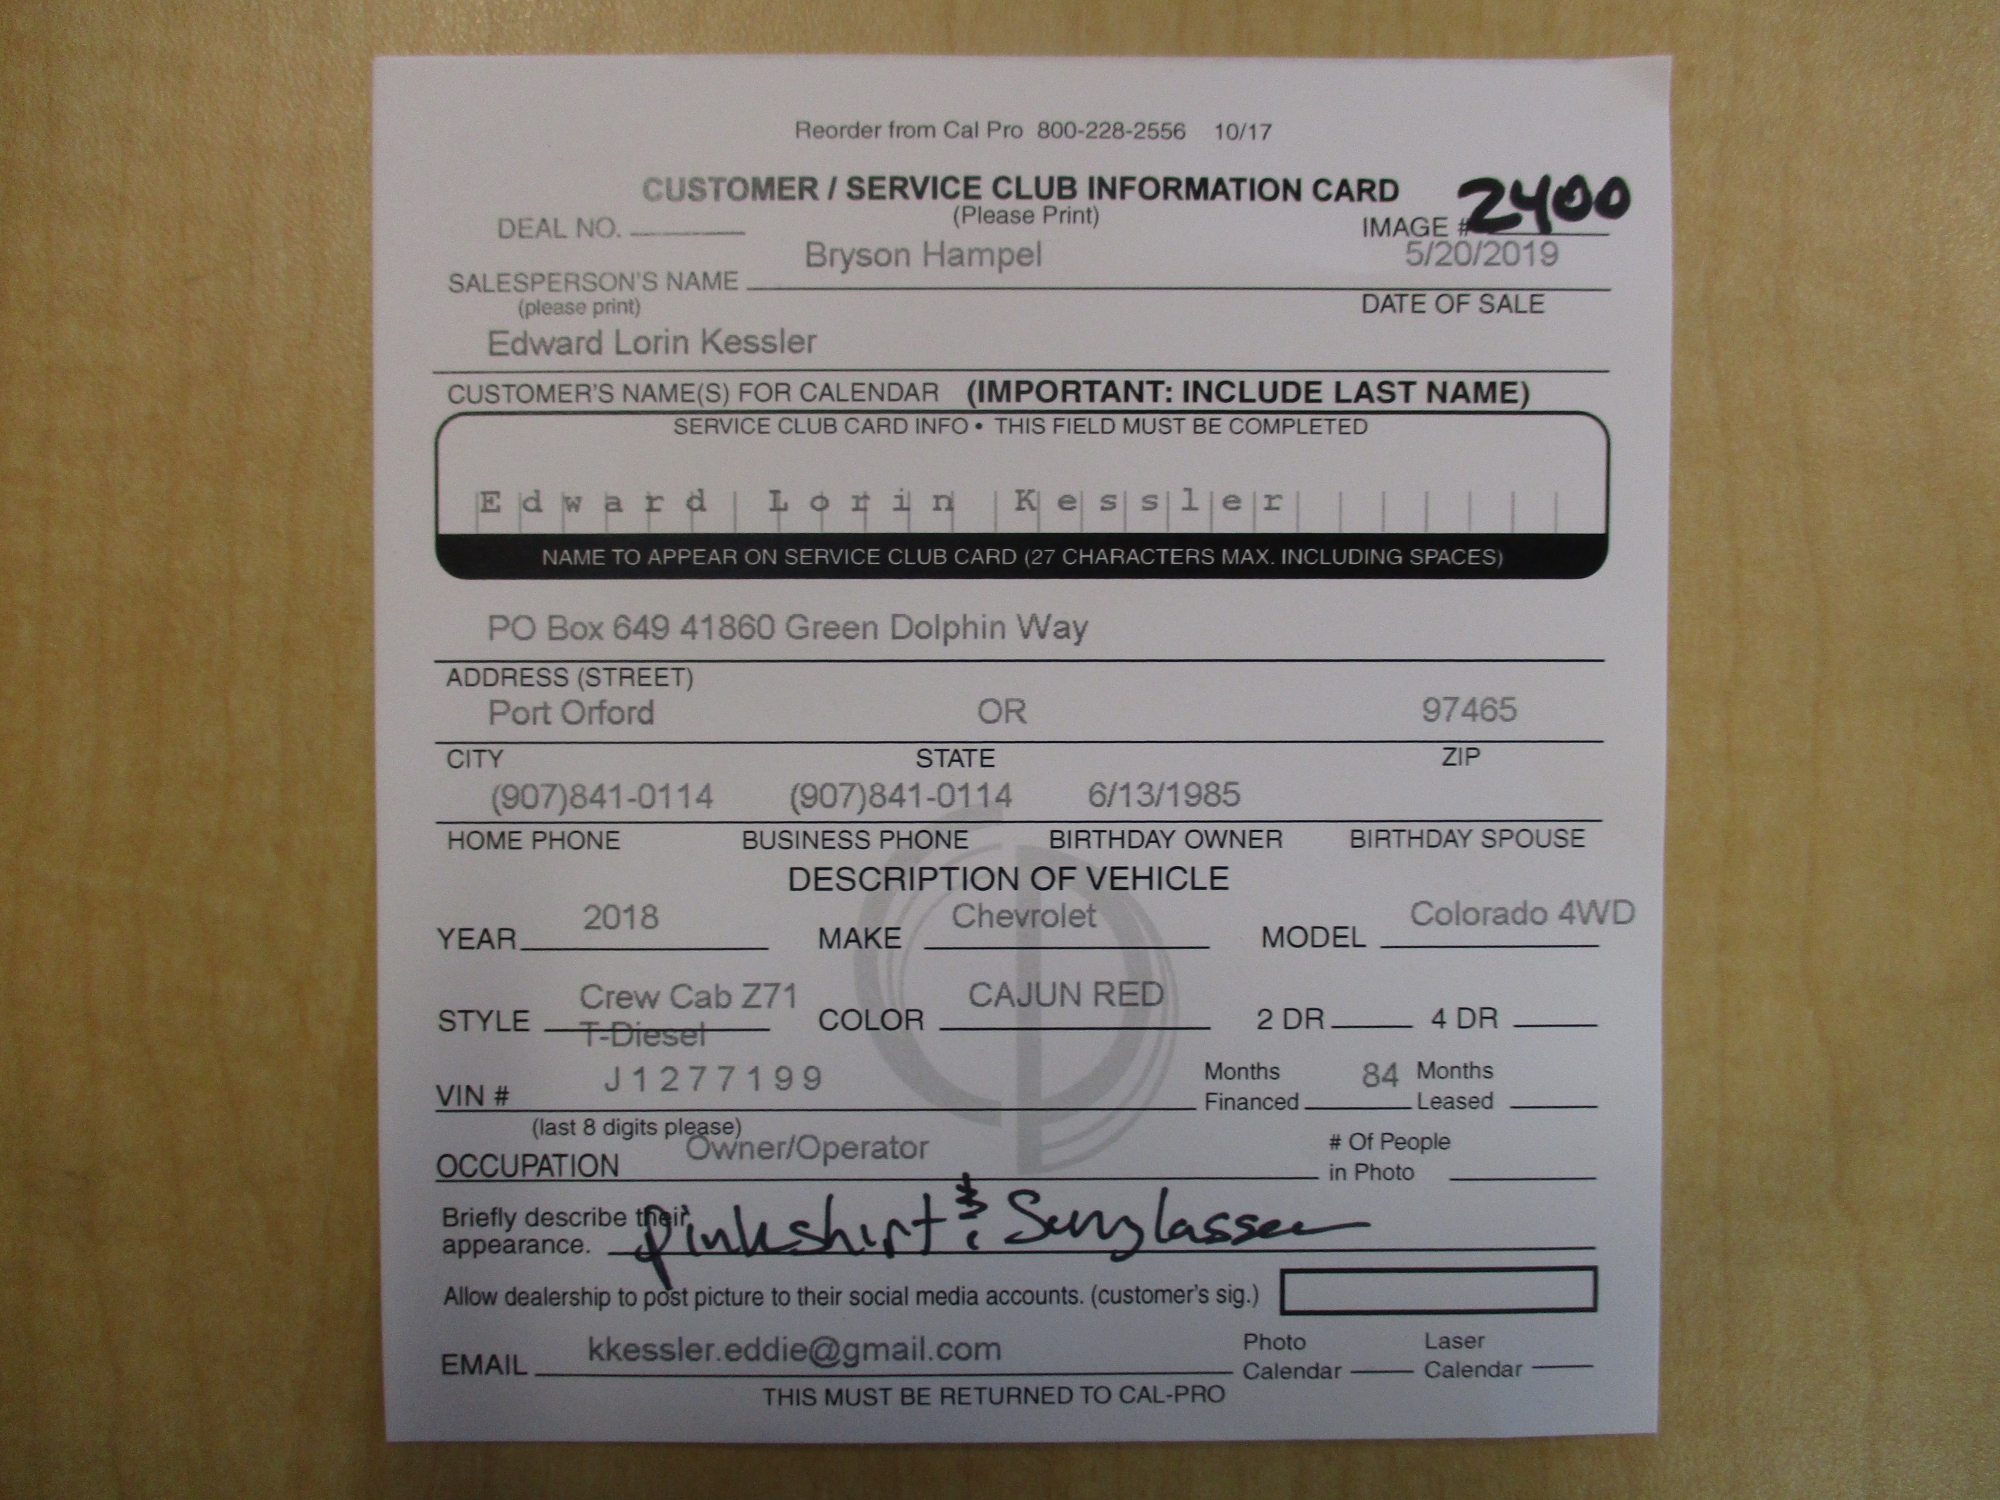 Reorder from Cal Pro 800-228-2556 10/17
CUSTOMER / SERVICE CLUB INFORMATION CARD
(Please Print)
DEAL NO.
IMAGE # 2400
Bryson Hampel 5/20/2019
SALESPERSON'S NAME
(please print)
DATE OF SALE
Edward Lorin Kessler
CUSTOMER'S NAME(S) FOR CALENDAR (IMPORTANT: INCLUDE LAST NAME)
SERVICE CLUB CARD INFO • THIS FIELD MUST BE COMPLETED
Edward Lorin Kessler
NAME TO APPEAR ON SERVICE CLUB CARD (27 CHARACTERS MAX. INCLUDING SPACES)
PO Box 649 41860 Green Dolphin Way
ADDRESS (STREET)
Port Orford OR 97465
CITY STATE ZIP
(907)841-0114 (907)841-0114 6/13/1985
HOME PHONE BUSINESS PHONE BIRTHDAY OWNER BIRTHDAY SPOUSE
DESCRIPTION OF VEHICLE
YEAR 2018 MAKE Chevrolet MODEL Colorado 4WD
STYLE Crew Cab Z71 COLOR CAJUN RED 2 DR 4 DR
T-Diesel
VIN # J1277199 Months Financed 84 Months Leased
(last 8 digits please)
OCCUPATION Owner/Operator # Of People in Photo
Briefly describe their
appearance. pinkshirt & Sunglasses
Allow dealership to post picture to their social media accounts. (customer's sig.)
EMAIL kkessler.eddie@gmail.com Photo Calendar Laser Calendar
THIS MUST BE RETURNED TO CAL-PRO